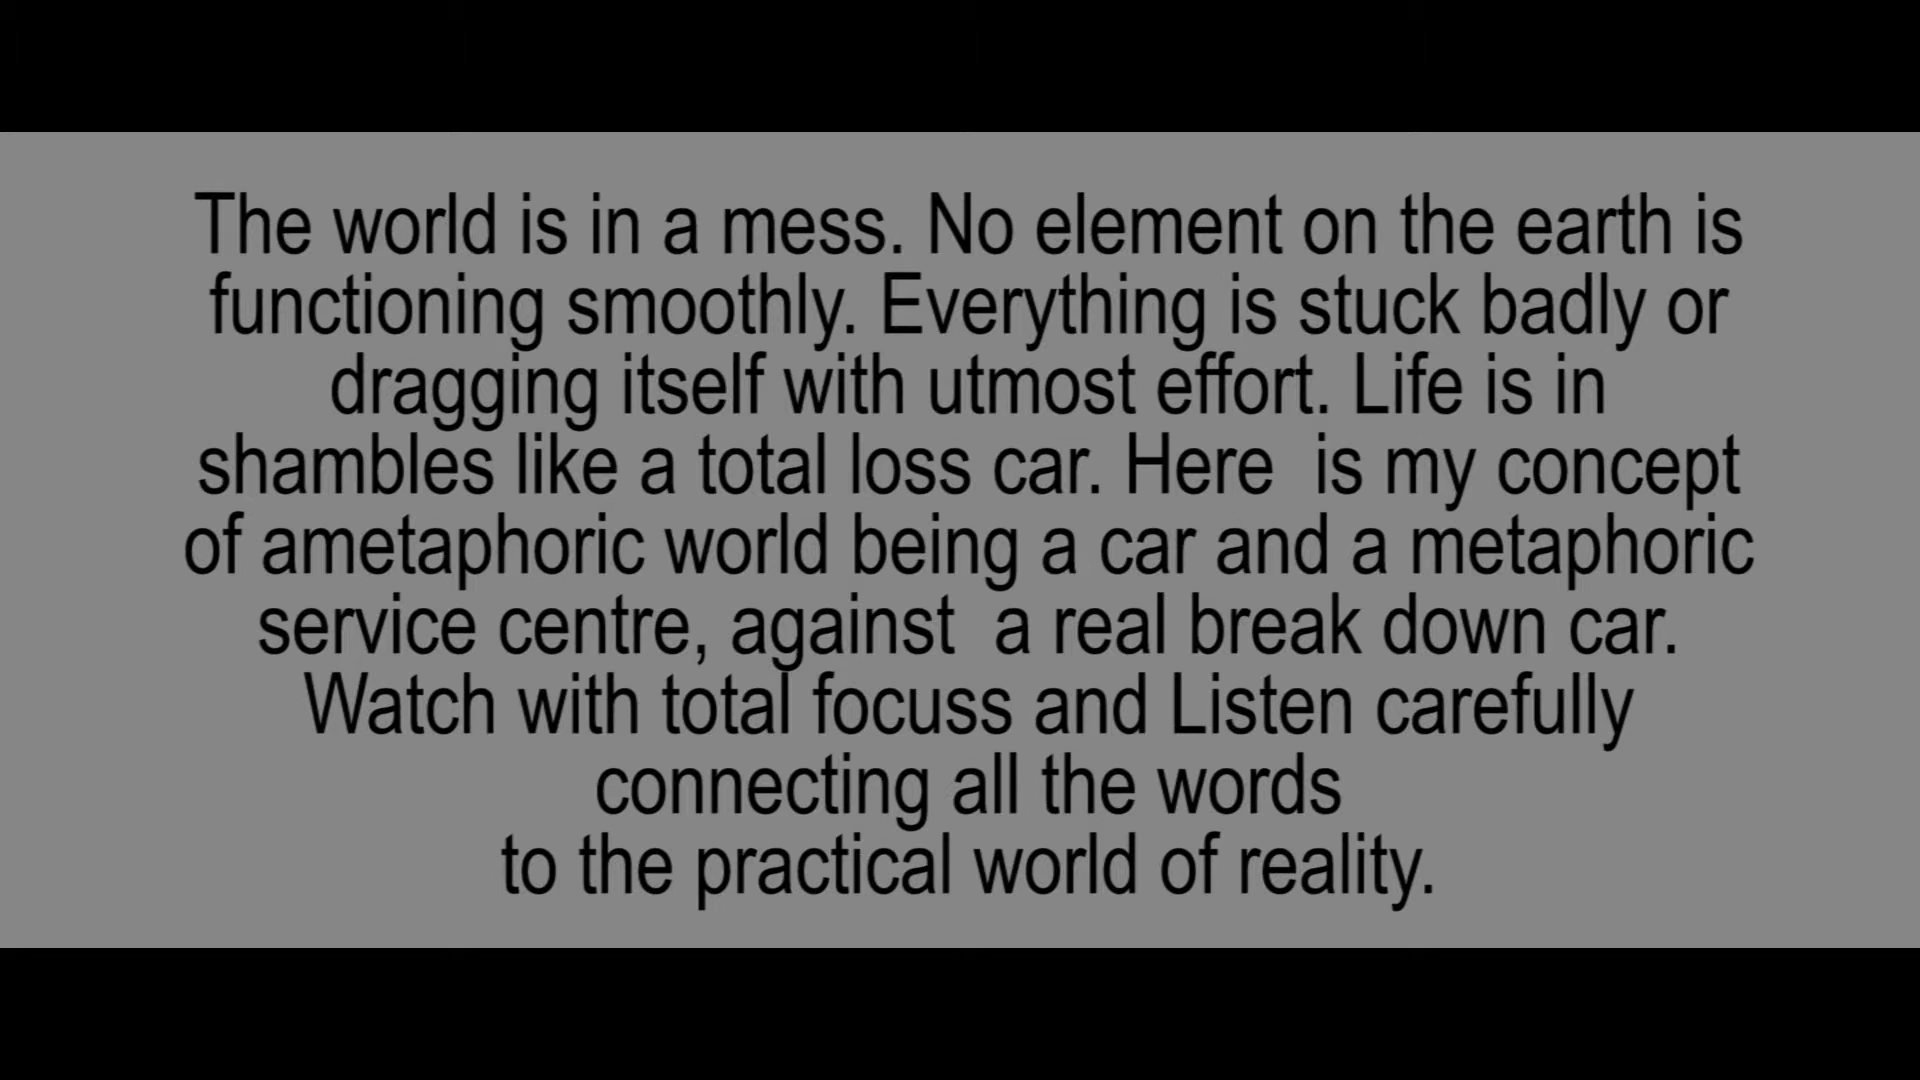 The world is in a mess. No element on the earth is
functioning smoothly. Everything is stuck badly or
dragging itself with utmost effort. Life is in
shambles like a total loss car. Here  is my concept
of ametaphoric world being a car and a metaphoric
service centre, against  a real break down car.
Watch with total focuss and Listen carefully
connecting all the words
to the practical world of reality.